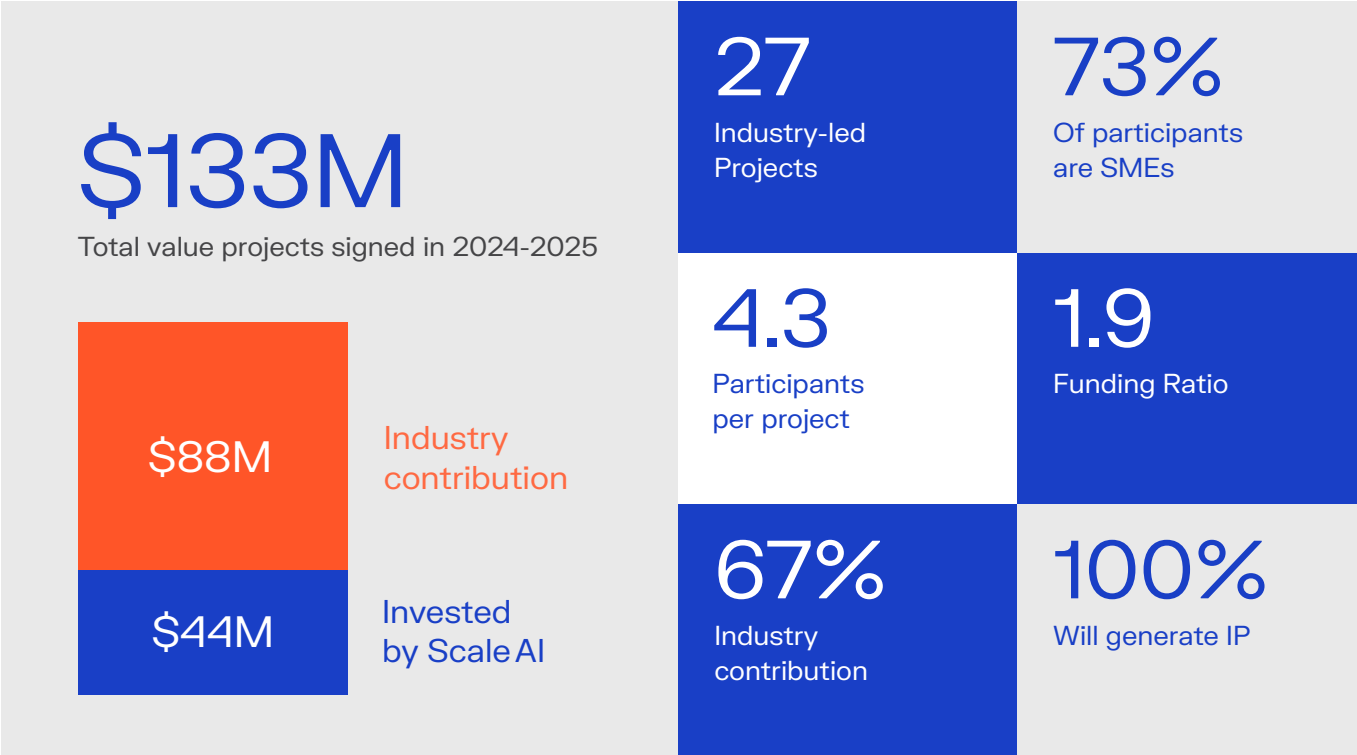 $133M
Total value projects signed in 2024-2025
$88M
Industry
contribution
$44M
Invested
by Scale AI
27
Industry-led
Projects
73%
Of participants
are SMEs
4.3
Participants
per project
1.9
Funding Ratio
67%
Industry
contribution
100%
Will generate IP